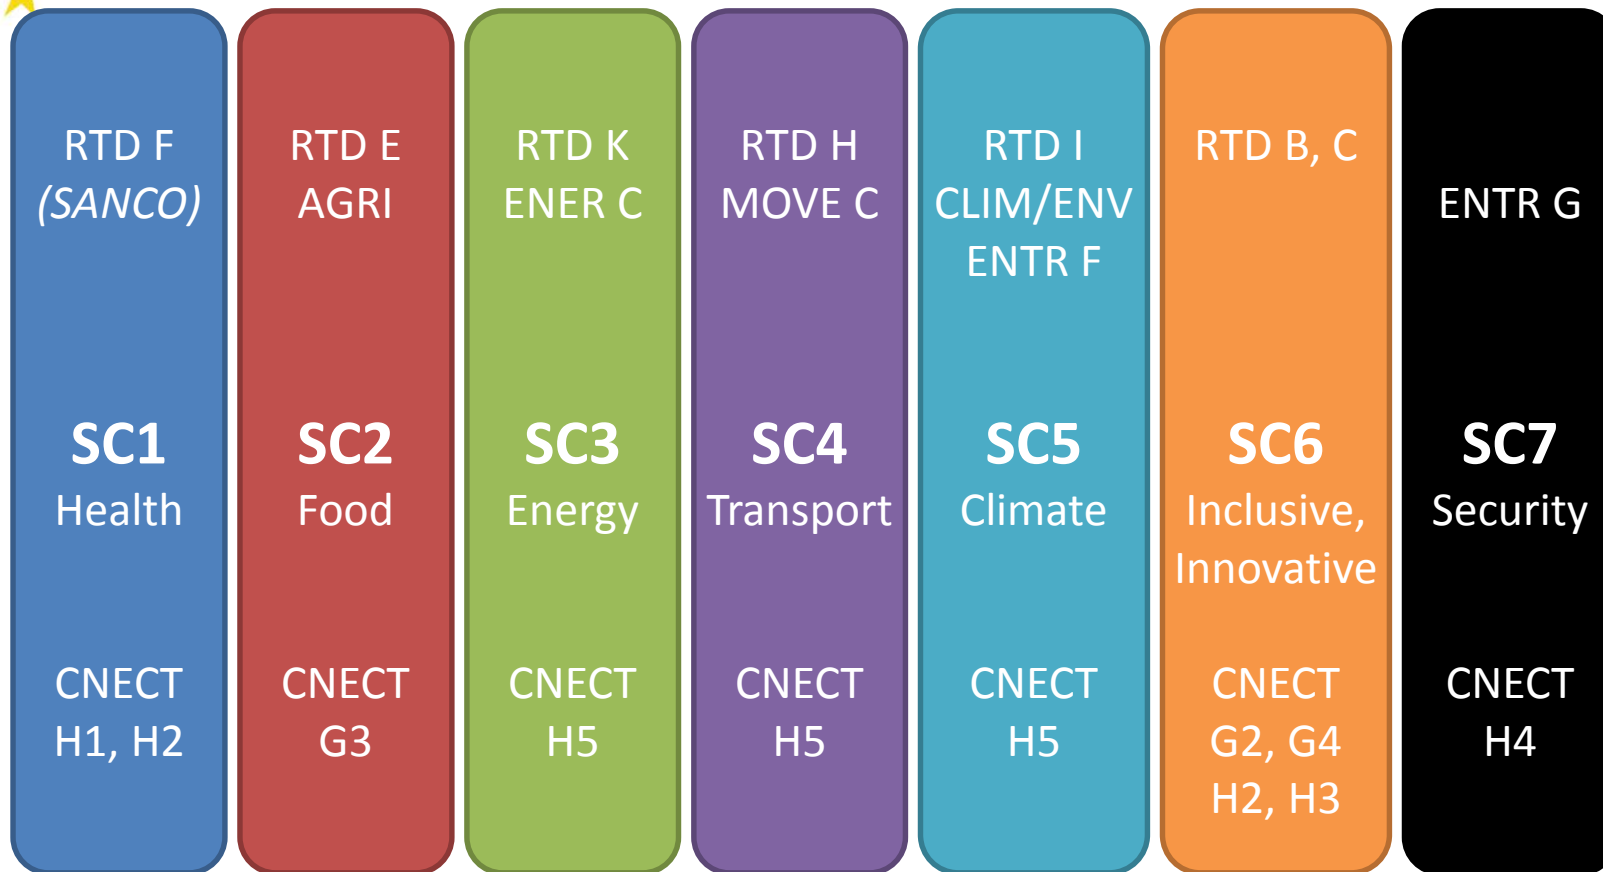 RTD F
(SANCO)
SC1
Health
CNECT
H1, H2
RTD E
AGRI
SC2
Food
CNECT
G3
RTD K
ENER C
SC3
Energy
CNECT
H5
RTD H
MOVE C
SC4
Transport
CNECT
H5
RTD I
CLIM/ENV
ENTR F
SC5
Climate
CNECT
H5
RTD B, C
SC6
Inclusive,
Innovative
CNECT
G2, G4
H2, H3
ENTR G
SC7
Security
CNECT
H4